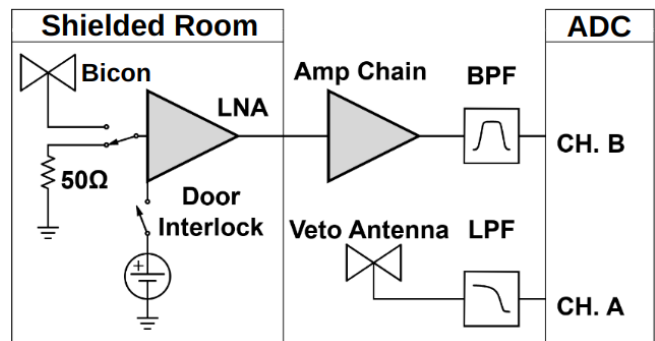 Shielded Room
ADC
Bicon
Amp Chain
BPF
LNA
CH. B
50Ω
Door
Interlock
Veto Antenna
LPF
+
CH. A